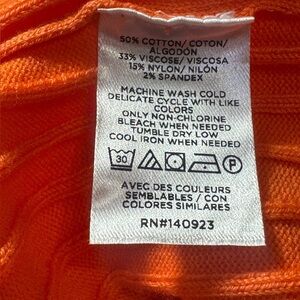 50% COTTON/ COTON/
ALGODÓN
33% VISCOSE/ VISCOSA
15% NYLON/ NILÓN
2% SPANDEX
MACHINE WASH COLD
DELICATE CYCLE WITH LIKE
COLORS
ONLY NON-CHLORINE
BLEACH WHEN NEEDED
TUMBLE DRY LOW
COOL IRON WHEN NEEDED
30 P
AVEC DES COULEURS
SEMBLABLES / CON
COLORES SIMILARES
RN#140923